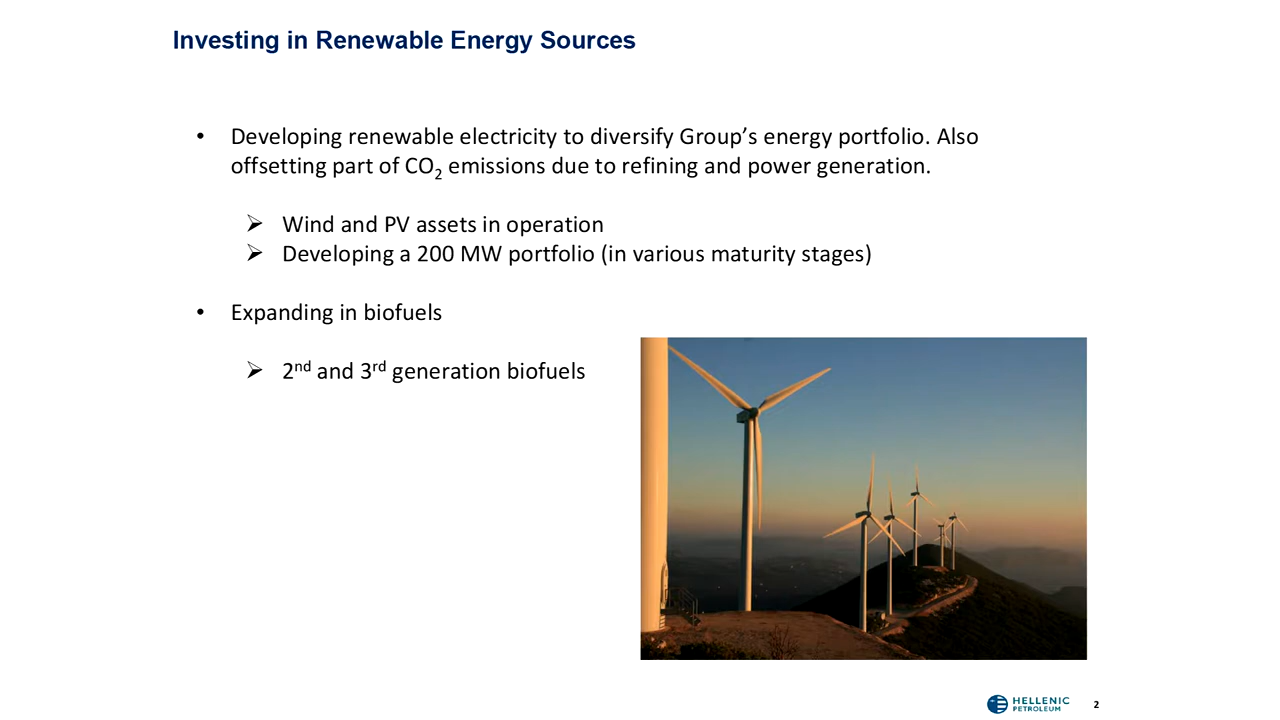 Investing in Renewable Energy Sources
• Developing renewable electricity to diversify Group’s energy portfolio. Also
offsetting part of CO₂ emissions due to refining and power generation.
➢ Wind and PV assets in operation
➢ Developing a 200 MW portfolio (in various maturity stages)
• Expanding in biofuels
➢ 2nd and 3rd generation biofuels
HELLENIC
PETROLEUM
2